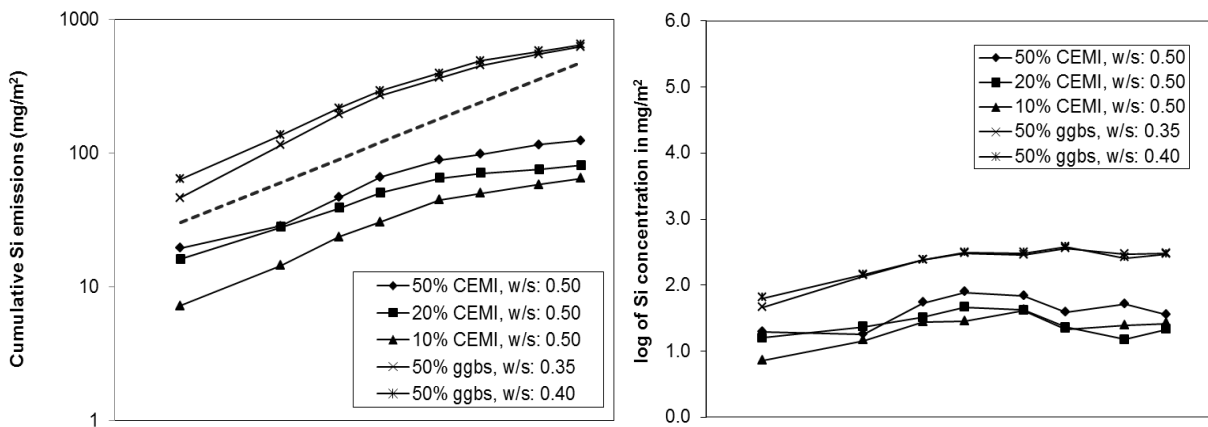 Cumulative Si emissions (mg/m²)
1000
100
10
1
50% CEMI, w/s: 0.50
20% CEMI, w/s: 0.50
10% CEMI, w/s: 0.50
50% ggbs, w/s: 0.35
50% ggbs, w/s: 0.40
log of Si concentration in mg/m²
6.0
5.0
4.0
3.0
2.0
1.0
0.0
50% CEMI, w/s: 0.50
20% CEMI, w/s: 0.50
10% CEMI, w/s: 0.50
50% ggbs, w/s: 0.35
50% ggbs, w/s: 0.40